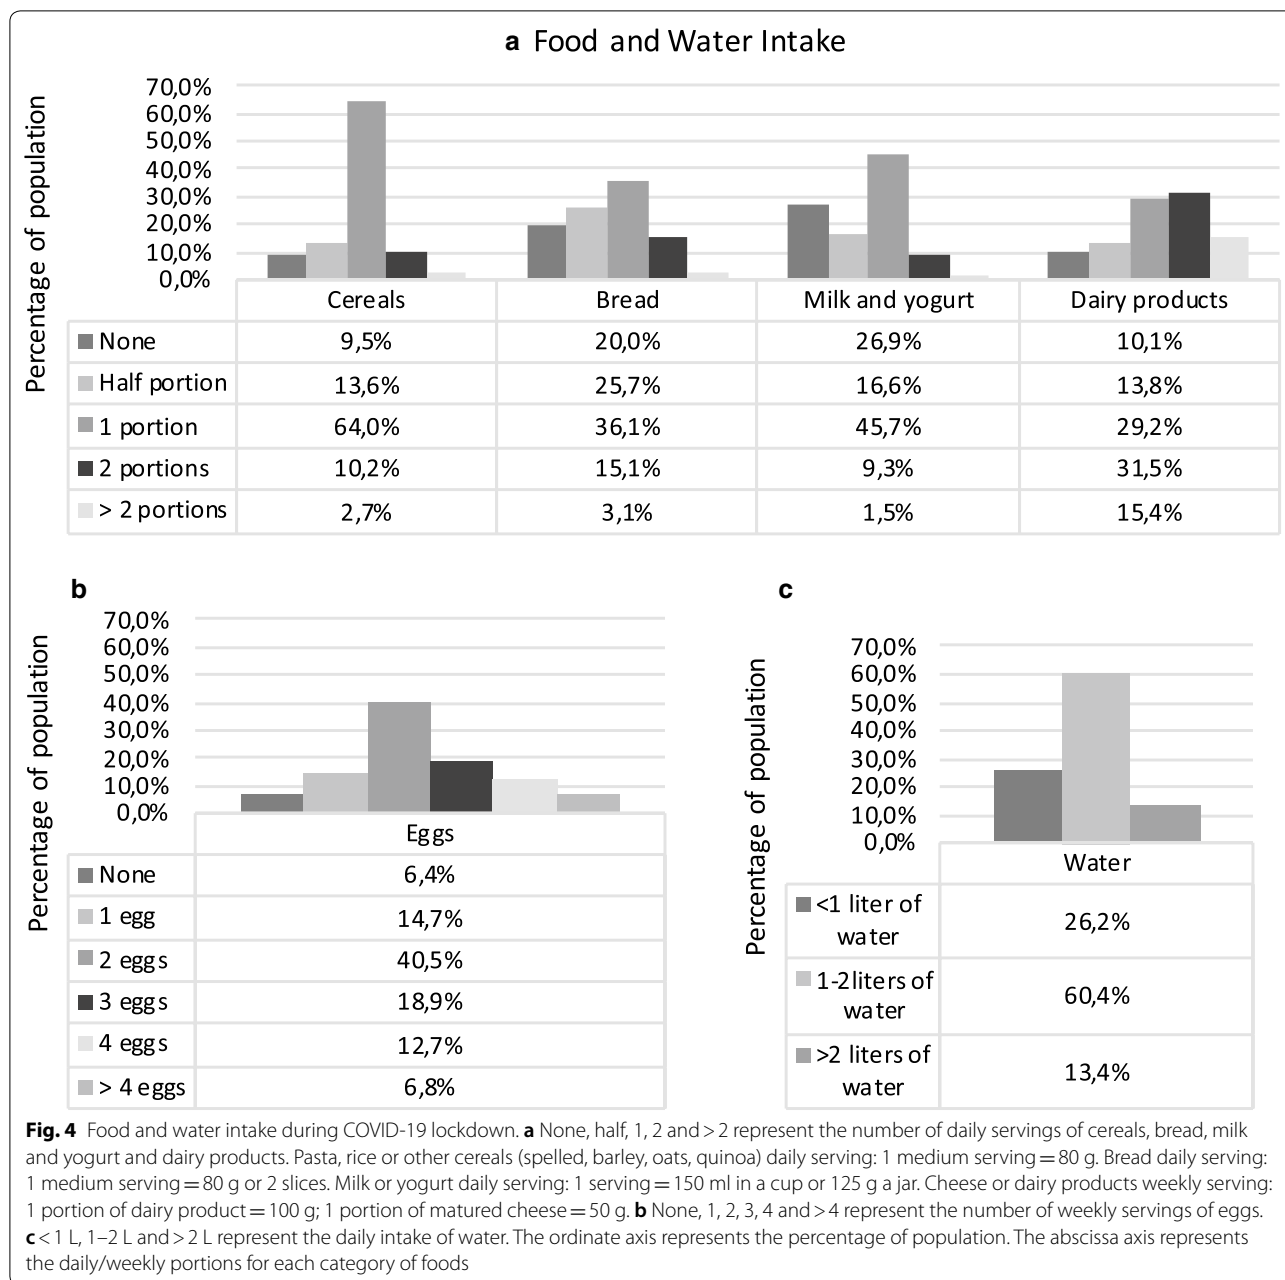 a Food and Water Intake
Percentage of population
70,0%
60,0%
50,0%
40,0%
30,0%
20,0%
10,0%
0,0%
Cereals Bread Milk and yogurt Dairy products
None 9,5% 20,0% 26,9% 10,1%
Half portion 13,6% 25,7% 16,6% 13,8%
1 portion 64,0% 36,1% 45,7% 29,2%
2 portions 10,2% 15,1% 9,3% 31,5%
> 2 portions 2,7% 3,1% 1,5% 15,4%
b
Percentage of population
70,0%
60,0%
50,0%
40,0%
30,0%
20,0%
10,0%
0,0%
Eggs
None 6,4%
1 egg 14,7%
2 eggs 40,5%
3 eggs 18,9%
4 eggs 12,7%
> 4 eggs 6,8%
c
Percentage of population
70,0%
60,0%
50,0%
40,0%
30,0%
20,0%
10,0%
0,0%
Water
<1 liter of
water 26,2%
1-2liters of
water 60,4%
>2 liters of
water 13,4%
Fig. 4 Food and water intake during COVID-19 lockdown. a None, half, 1, 2 and > 2 represent the number of daily servings of cereals, bread, milk
and yogurt and dairy products. Pasta, rice or other cereals (spelled, barley, oats, quinoa) daily serving: 1 medium serving = 80 g. Bread daily serving:
1 medium serving = 80 g or 2 slices. Milk or yogurt daily serving: 1 serving = 150 ml in a cup or 125 g a jar. Cheese or dairy products weekly serving:
1 portion of dairy product = 100 g; 1 portion of matured cheese = 50 g. b None, 1, 2, 3, 4 and > 4 represent the number of weekly servings of eggs.
c < 1 L, 1–2 L and > 2 L represent the daily intake of water. The ordinate axis represents the percentage of population. The abscissa axis represents
the daily/weekly portions for each category of foods